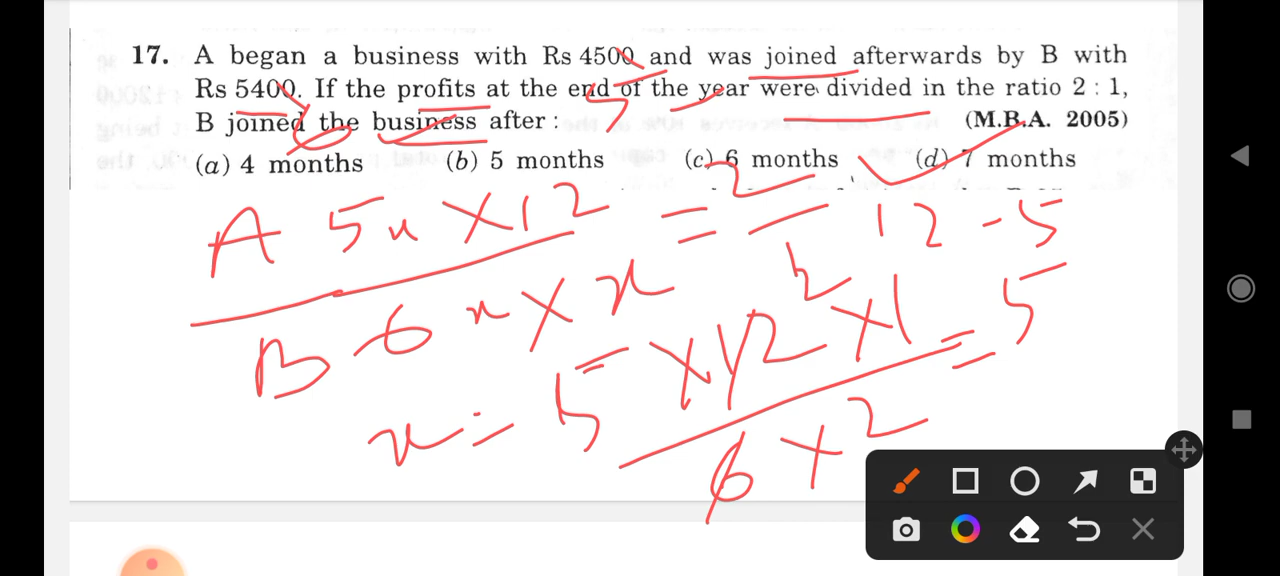 17. A began a business with Rs 4500 and was joined afterwards by B with
Rs 5400. If the profits at the end of the year were divided in the ratio 2 : 1,
B joined the business after : (M.B.A. 2005)
(a) 4 months (b) 5 months (c) 6 months (d) 7 months
5
6
A 5x × 12 = 2 12 - 5
B 6x × x
x = 5 × 12 × 1 = 5
6 × 2